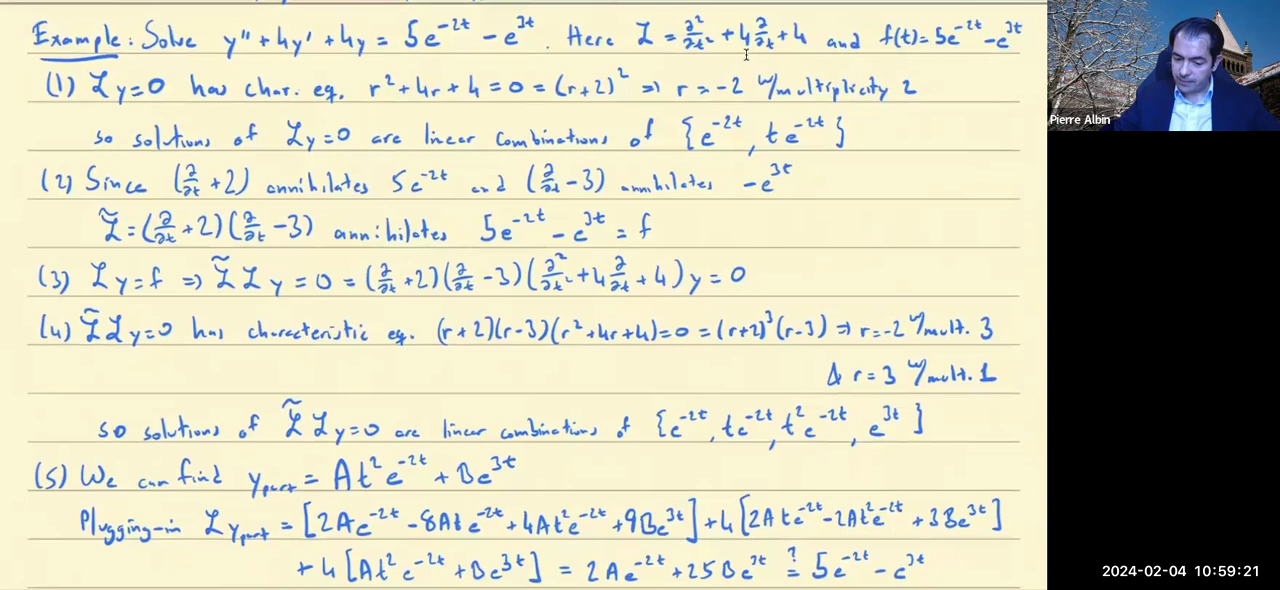 Example: Solve y'' + 4y' + 4y = 5e^{-2t} - e^{3t}. Here ℒ = ∂²/∂t² + 4 ∂/∂t + 4 and f(t) = 5e^{-2t} - e^{3t}
(1) ℒy=0 has char. eq. r² + 4r + 4 = 0 = (r+2)² ⇒ r = -2 w/multiplicity 2
so solutions of ℒy=0 are linear combinations of {e^{-2t}, te^{-2t}}
(2) Since (∂/∂t + 2) annihilates 5e^{-2t} and (∂/∂t - 3) annihilates -e^{3t}
ℒ̃ = (∂/∂t + 2)(∂/∂t - 3) annihilates 5e^{-2t} - e^{3t} = f
(3) ℒy = f ⇒ ℒ̃ℒy = 0 = (∂/∂t + 2)(∂/∂t - 3)(∂²/∂t² + 4 ∂/∂t + 4)y = 0
(4) ℒ̃ℒy=0 has characteristic eq. (r+2)(r-3)(r²+4r+4)=0 = (r+2)³(r-3) ⇒ r=-2 w/mult. 3
& r=3 w/mult. 1
so solutions of ℒ̃ℒy=0 are linear combinations of {e^{-2t}, te^{-2t}, t²e^{-2t}, e^{3t}}
(5) We can find y_part = At²e^{-2t} + Be^{3t}
Plugging-in ℒy_part = [2Ae^{-2t} - 8Ate^{-2t} + 4At²e^{-2t} + 9Be^{3t}] + 4[2Ate^{-2t} - 2At²e^{-2t} + 3Be^{3t}]
+ 4[At²e^{-2t} + Be^{3t}] = 2Ae^{-2t} + 25Be^{3t} ?= 5e^{-2t} - e^{3t}
Pierre Albin
2024-02-04 10:59:21